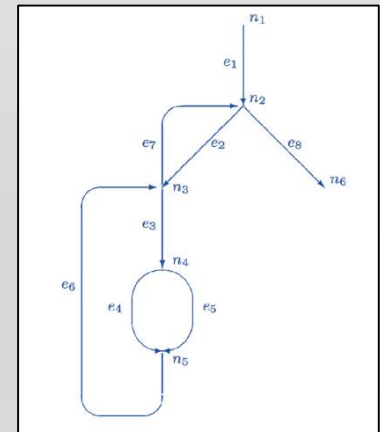 n₁
e₁
n₂
e₇ e₂ e₈
n₃ n₆
e₃
n₄
e₆
e₄ e₅
n₅